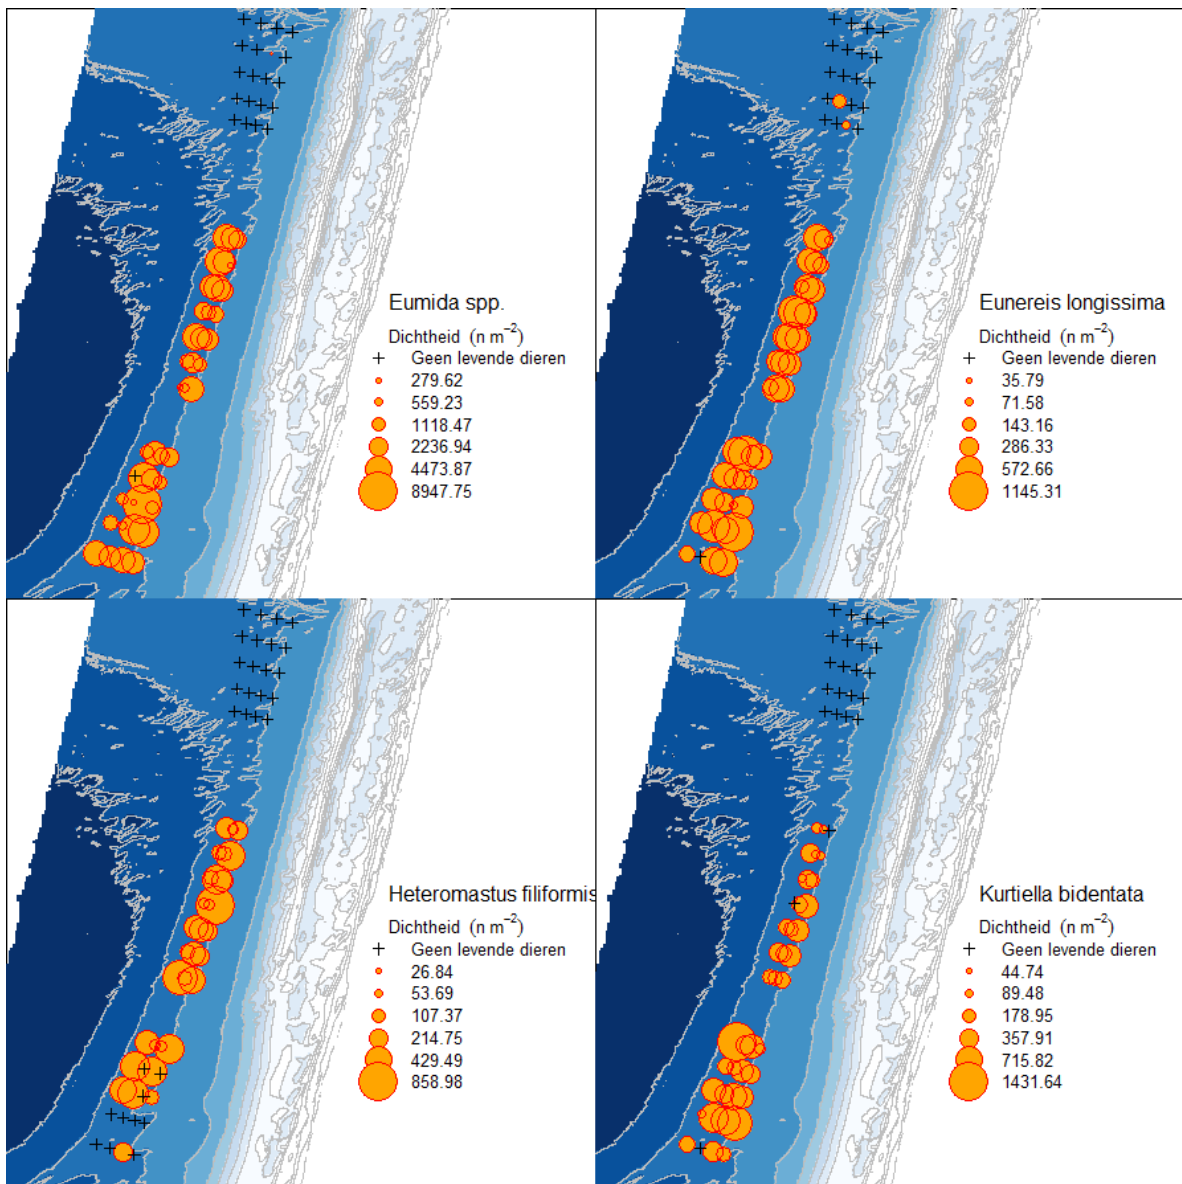 Eumida spp.
Dichtheid (n m⁻²)
Geen levende dieren
279.62
559.23
1118.47
2236.94
4473.87
8947.75
Eunereis longissima
Dichtheid (n m⁻²)
Geen levende dieren
35.79
71.58
143.16
286.33
572.66
1145.31
Heteromastus filiformis
Dichtheid (n m⁻²)
Geen levende dieren
26.84
53.69
107.37
214.75
429.49
858.98
Kurtiella bidentata
Dichtheid (n m⁻²)
Geen levende dieren
44.74
89.48
178.95
357.91
715.82
1431.64